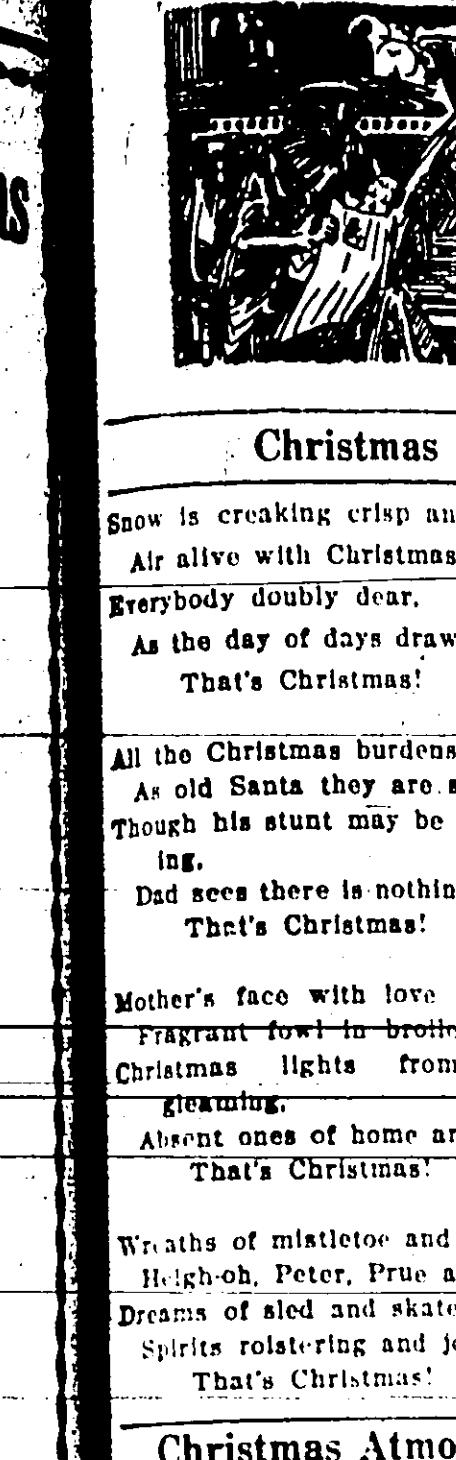 Christmas
Snow is creaking crisp an
Air alive with Christmas
Everybody doubly dear,
As the day of days draw
That's Christmas!
All the Christmas burdens
As old Santa they are s
Though his stunt may be
ing,
Dad sees there is nothin
That's Christmas!
Mother's face with love
Fragrant fowl in broile
Christmas lights from
gleaming,
Absent ones of home ar
That's Christmas!
Wreaths of mistletoe and
Heigh-oh, Peter, Prue a
Dreams of sled and skate
Spirits roistering and je
That's Christmas!
Christmas Atmo